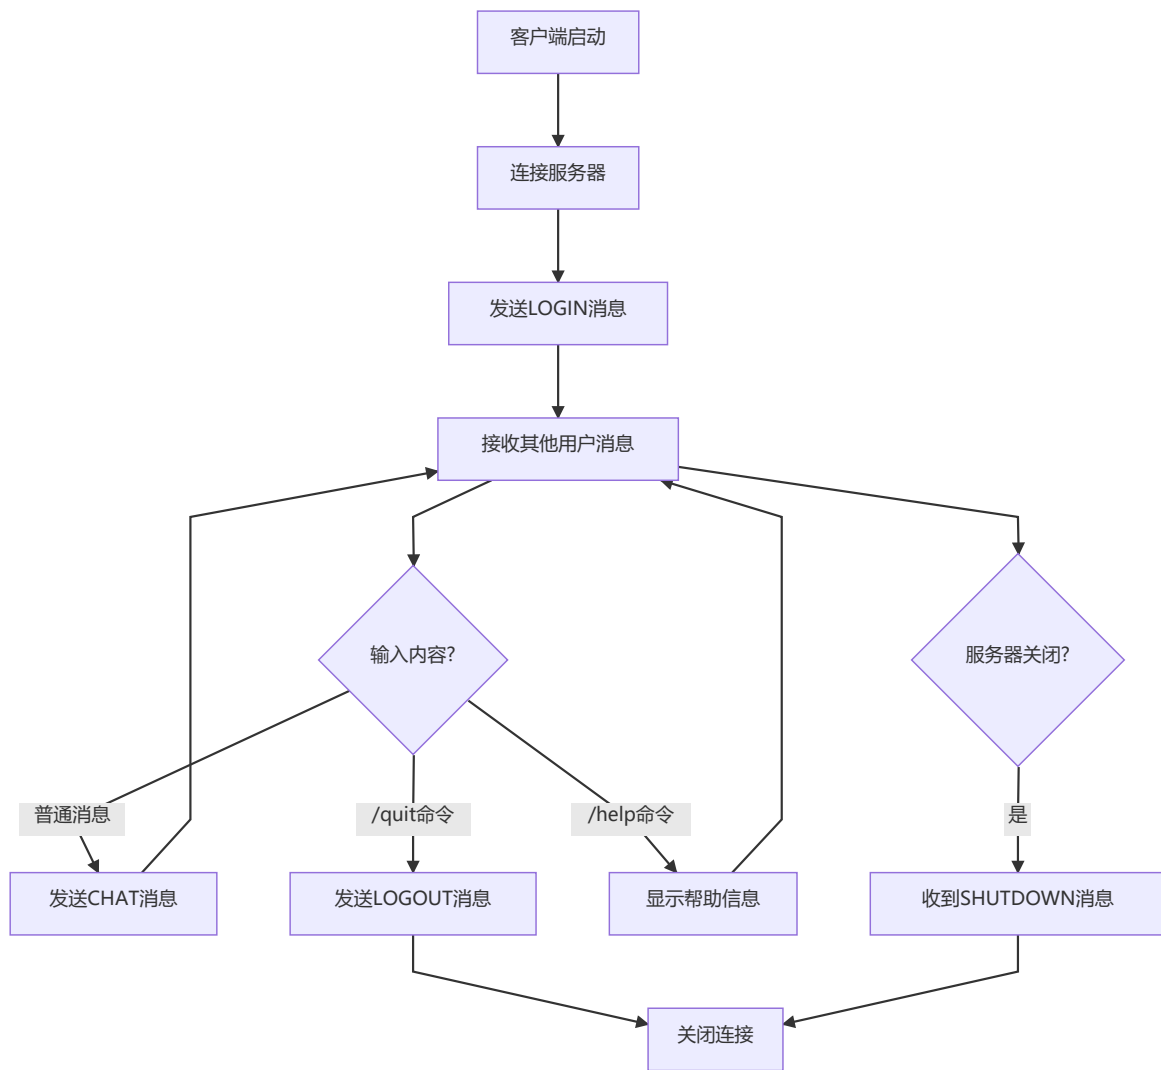 客户端启动
连接服务器
发送LOGIN消息
接收其他用户消息
输入内容?
服务器关闭?
普通消息
/quit命令
/help命令
是
发送CHAT消息
发送LOGOUT消息
显示帮助信息
收到SHUTDOWN消息
关闭连接